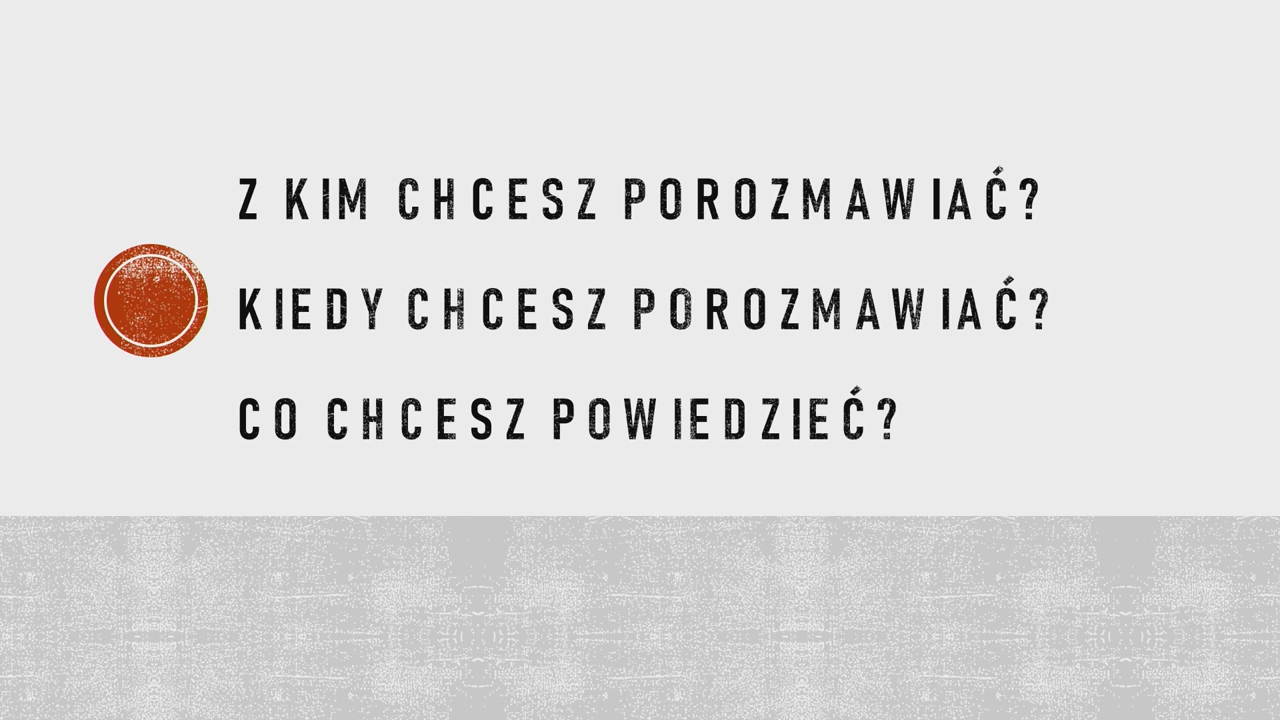 Z KIM CHCESZ POROZMAWIAĆ?
KIEDY CHCESZ POROZMAWIAĆ?
CO CHCESZ POWIEDZIEĆ?